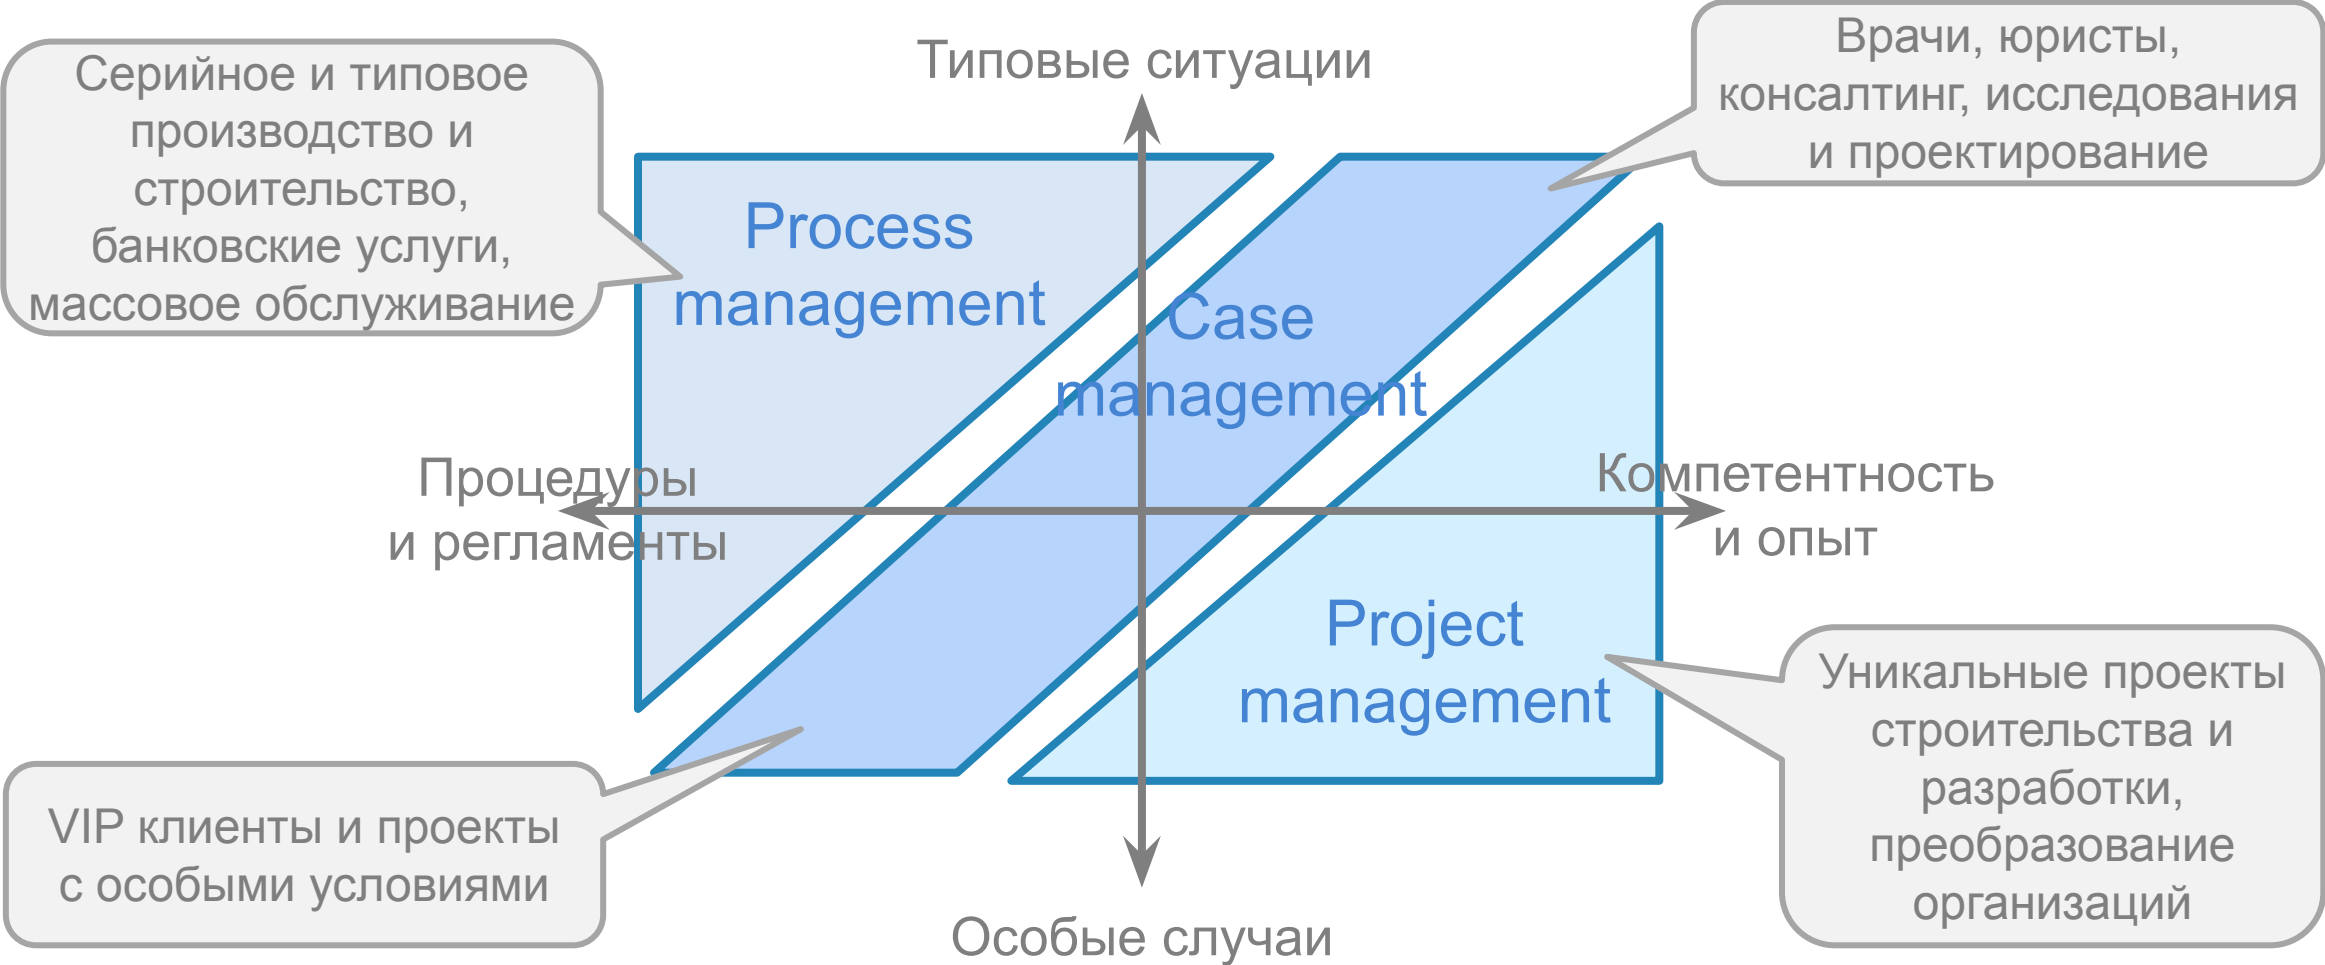 Типовые ситуации
Серийное и типовое
производство и
строительство,
банковские услуги,
массовое обслуживание
Врачи, юристы,
консалтинг, исследования
и проектирование
Process
management
Case
management
Процедуры
и регламенты
Компетентность
и опыт
Project
management
VIP клиенты и проекты
с особыми условиями
Уникальные проекты
строительства и
разработки,
преобразование
организаций
Особые случаи